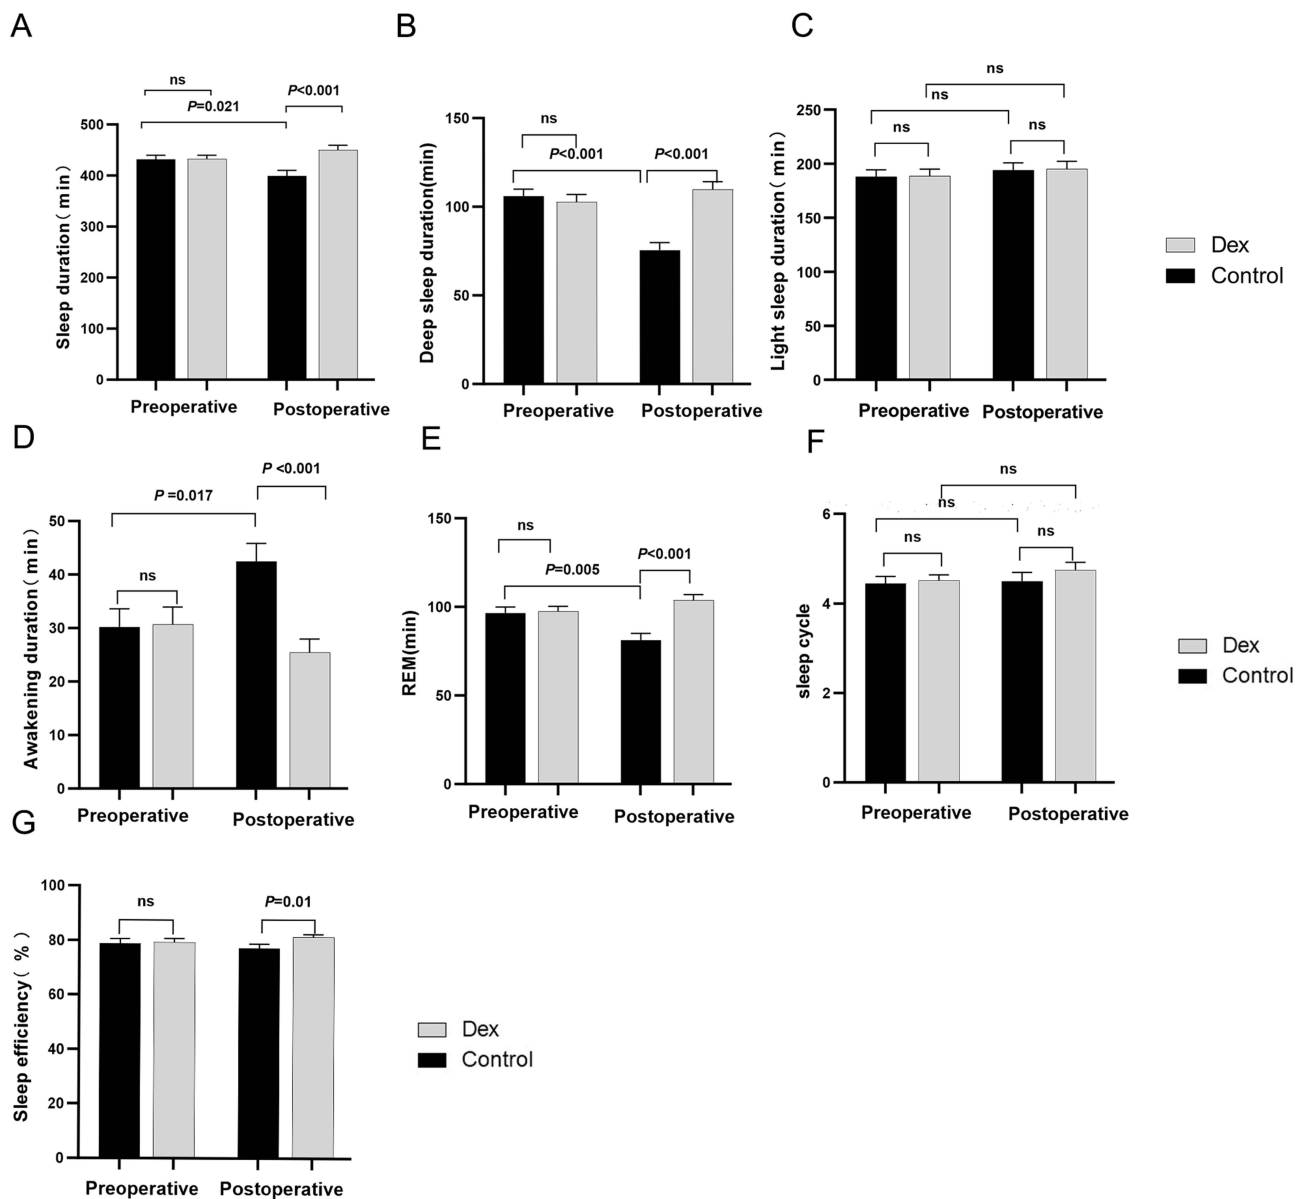 A
B
C
ns
P=0.021
P<0.001
500
400
300
200
100
0
Sleep duration（min）
Preoperative
Postoperative
ns
P<0.001
P<0.001
150
100
50
0
Deep sleep duration(min)
Preoperative
Postoperative
ns
ns
ns
ns
250
200
150
100
50
0
Light sleep duration（min）
Preoperative
Postoperative
Dex
Control
D
E
F
P <0.001
P =0.017
ns
50
40
30
20
10
0
Awakening duration（min）
Preoperative
Postoperative
ns
P<0.001
P=0.005
150
100
50
0
REM(min)
Preoperative
Postoperative
ns
ns
ns
ns
6
4
2
0
sleep cycle
Preoperative
Postoperative
Dex
Control
G
ns
P=0.01
100
80
60
40
20
0
Sleep efficiency（%）
Preoperative
Postoperative
Dex
Control